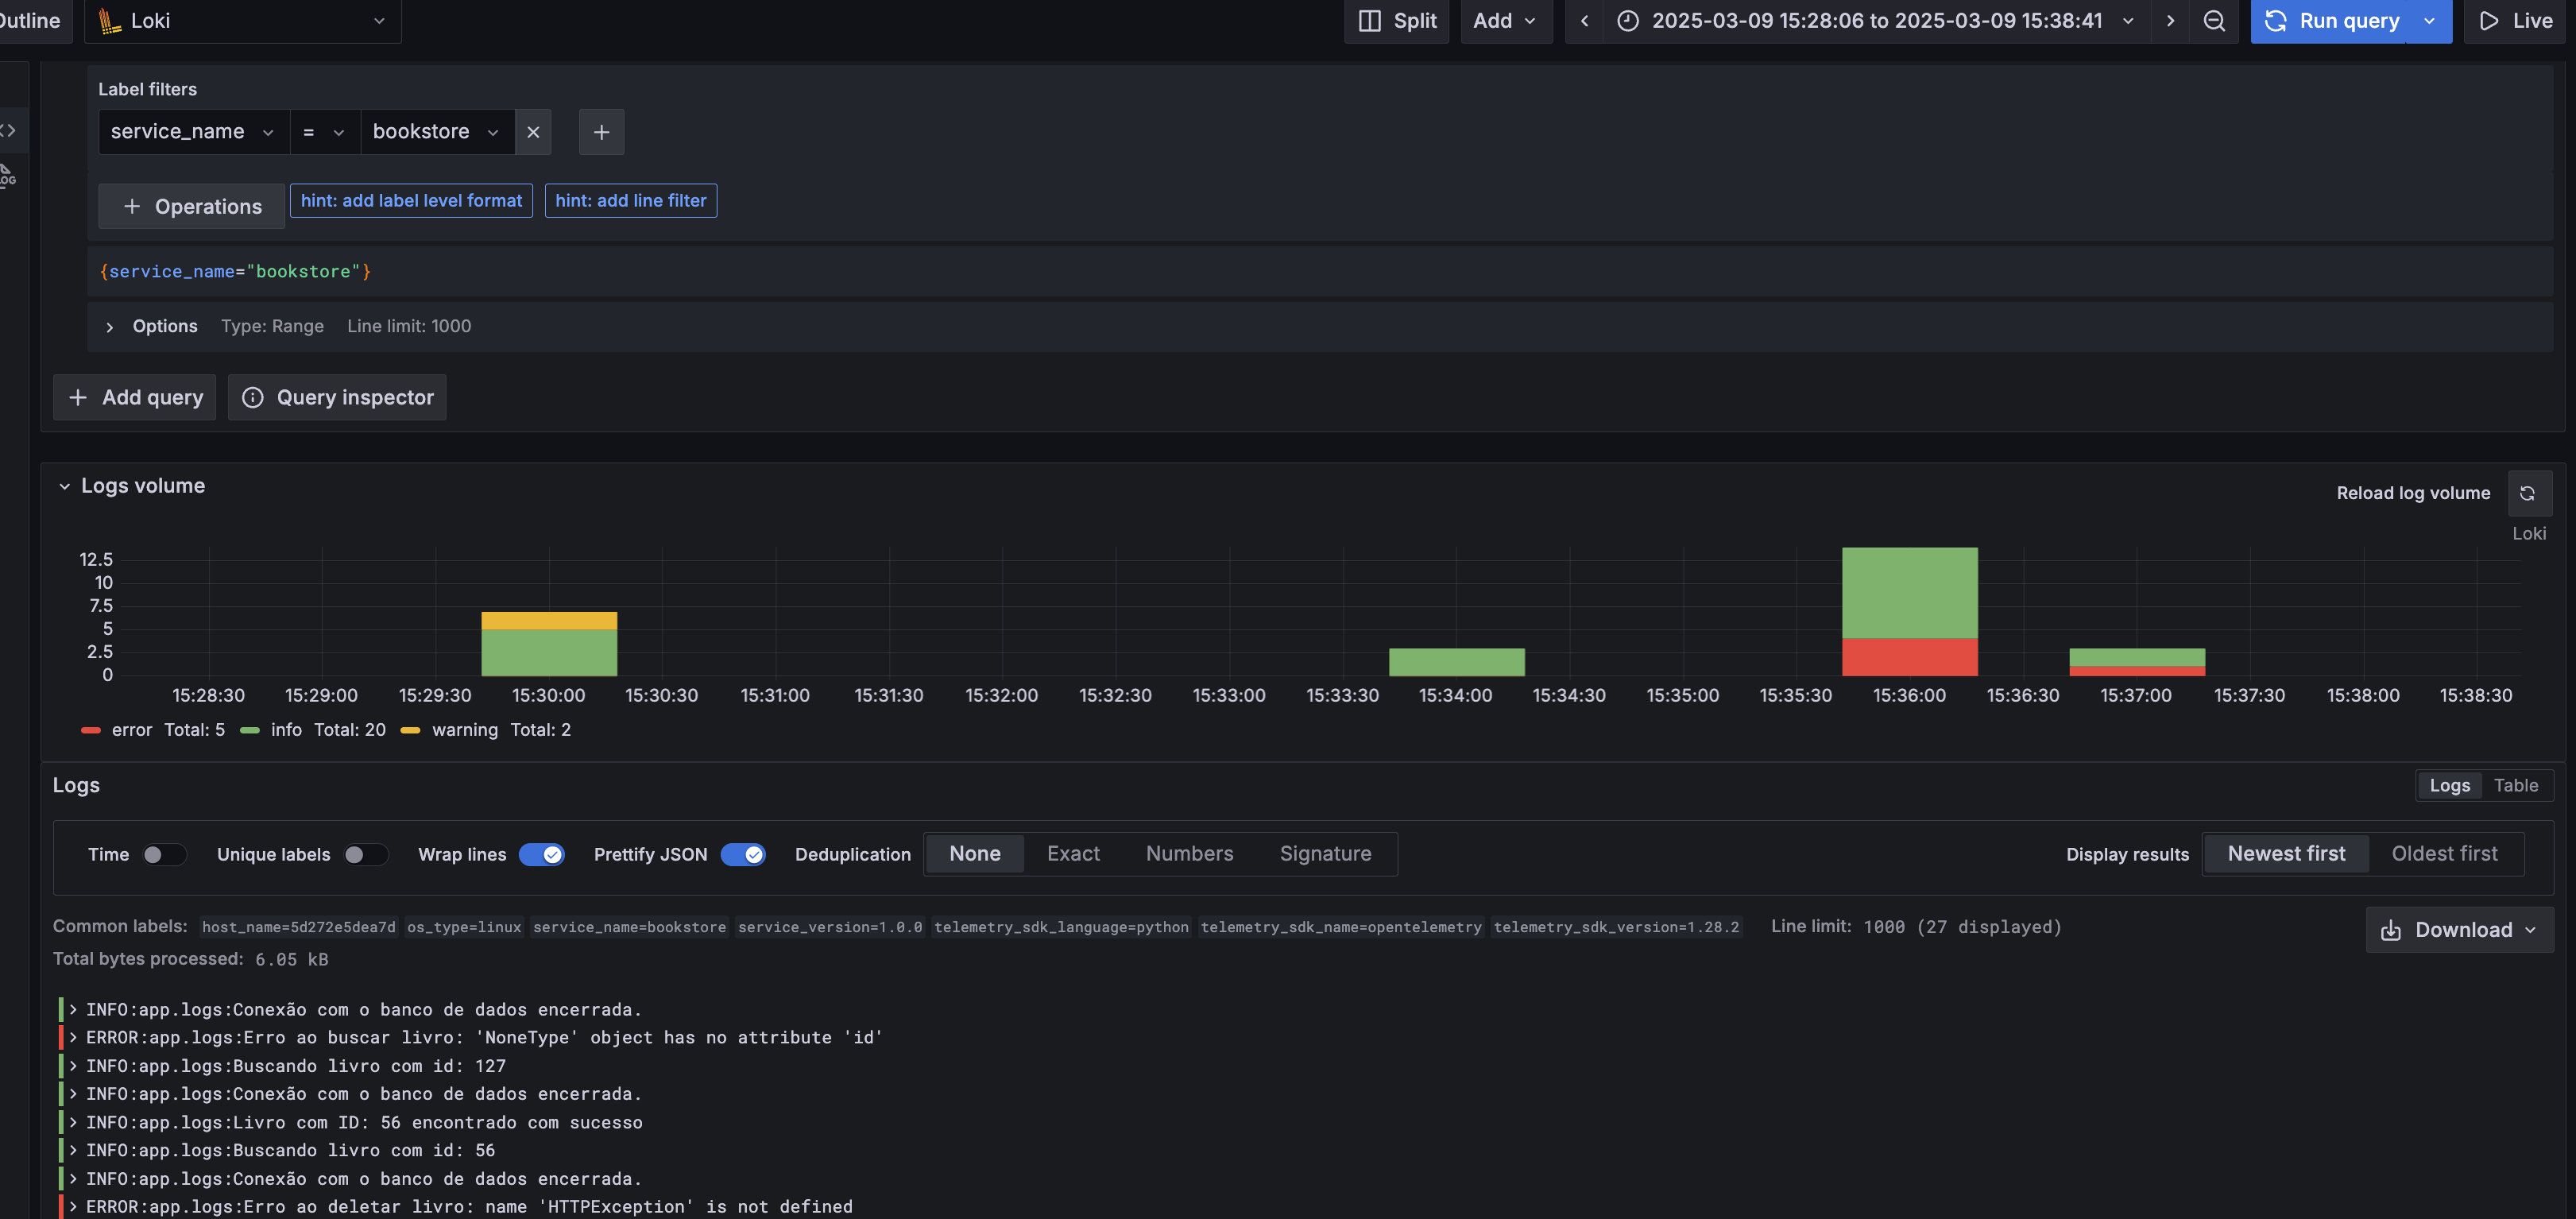 Outline Loki Split Add 2025-03-09 15:28:06 to 2025-03-09 15:38:41 Run query Live
Label filters
service_name = bookstore
Operations hint: add label level format hint: add line filter
{service_name="bookstore"}
Options Type: Range Line limit: 1000
Add query Query inspector
Logs volume
Reload log volume
Loki
12.5
10
7.5
5
2.5
0
15:28:30 15:29:00 15:29:30 15:30:00 15:30:30 15:31:00 15:31:30 15:32:00 15:32:30 15:33:00 15:33:30 15:34:00 15:34:30 15:35:00 15:35:30 15:36:00 15:36:30 15:37:00 15:37:30 15:38:00 15:38:30
error Total: 5 info Total: 20 warning Total: 2
Logs Logs Table
Time Unique labels Wrap lines Prettify JSON Deduplication None Exact Numbers Signature Display results Newest first Oldest first
Common labels: host_name=5d272e5dea7d os_type=linux service_name=bookstore service_version=1.0.0 telemetry_sdk_language=python telemetry_sdk_name=opentelemetry telemetry_sdk_version=1.28.2 Line limit: 1000 (27 displayed) Download
Total bytes processed: 6.05 kB
INFO:app.logs:Conexão com o banco de dados encerrada.
ERROR:app.logs:Erro ao buscar livro: 'NoneType' object has no attribute 'id'
INFO:app.logs:Buscando livro com id: 127
INFO:app.logs:Conexão com o banco de dados encerrada.
INFO:app.logs:Livro com ID: 56 encontrado com sucesso
INFO:app.logs:Buscando livro com id: 56
INFO:app.logs:Conexão com o banco de dados encerrada.
ERROR:app.logs:Erro ao deletar livro: name 'HTTPException' is not defined